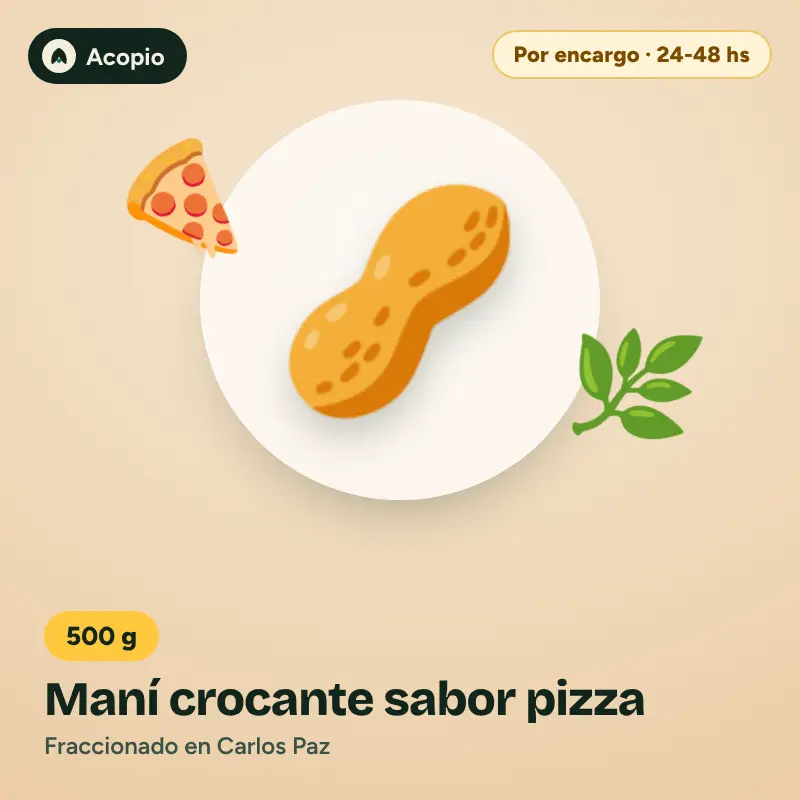 Acopio
Por encargo · 24-48 hs
500 g
Maní crocante sabor pizza
Fraccionado en Carlos Paz